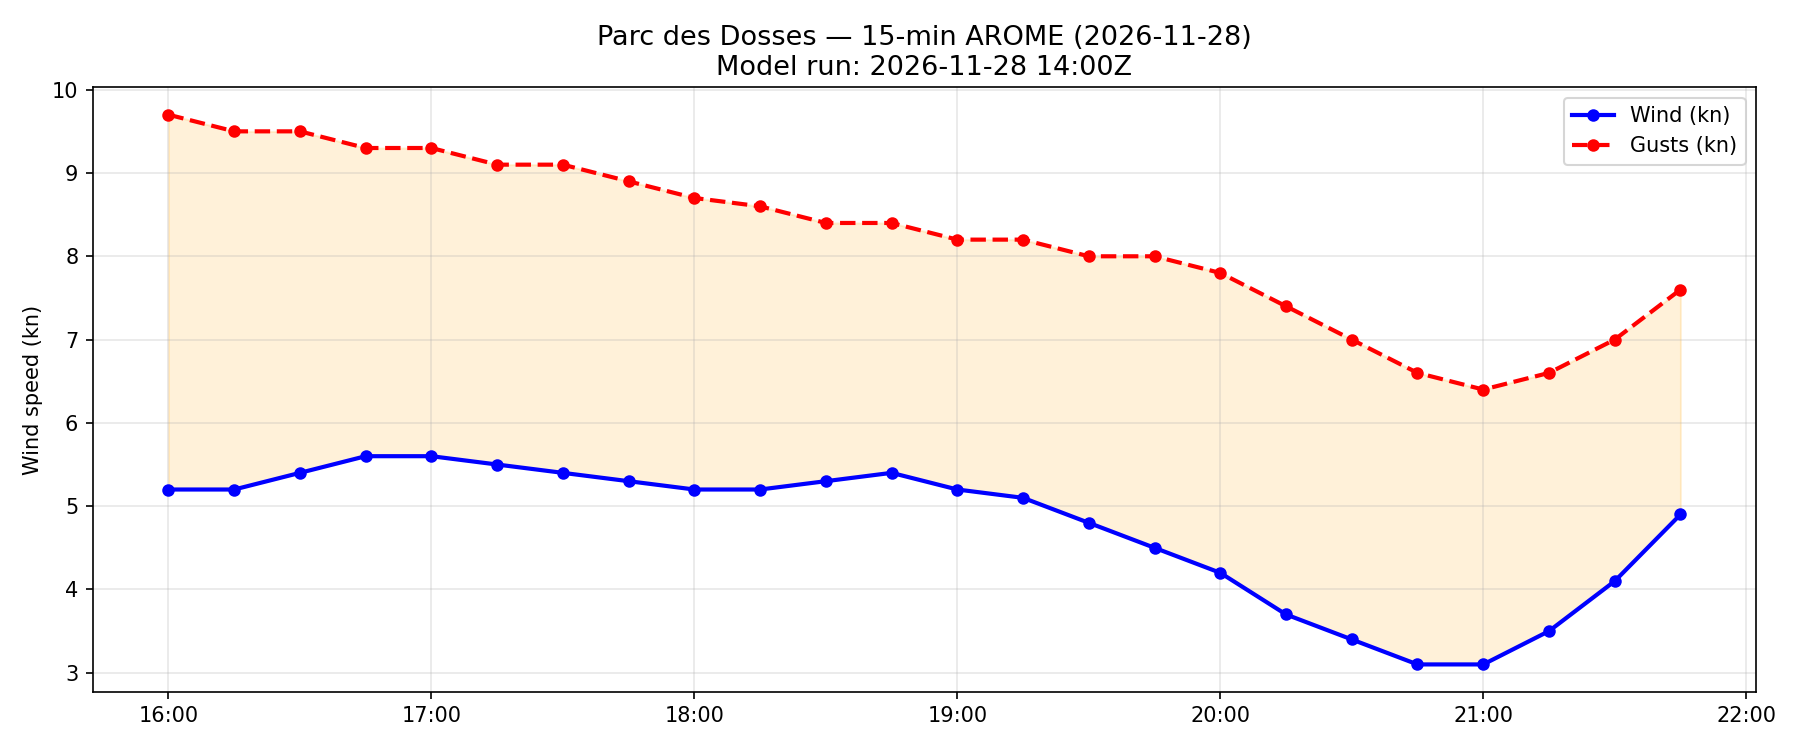 Parc des Dosses — 15-min AROME (2026-11-28)
Model run: 2026-11-28 14:00Z
Wind (kn)
Gusts (kn)
Wind speed (kn)
10
9
8
7
6
5
4
3
16:00 17:00 18:00 19:00 20:00 21:00 22:00